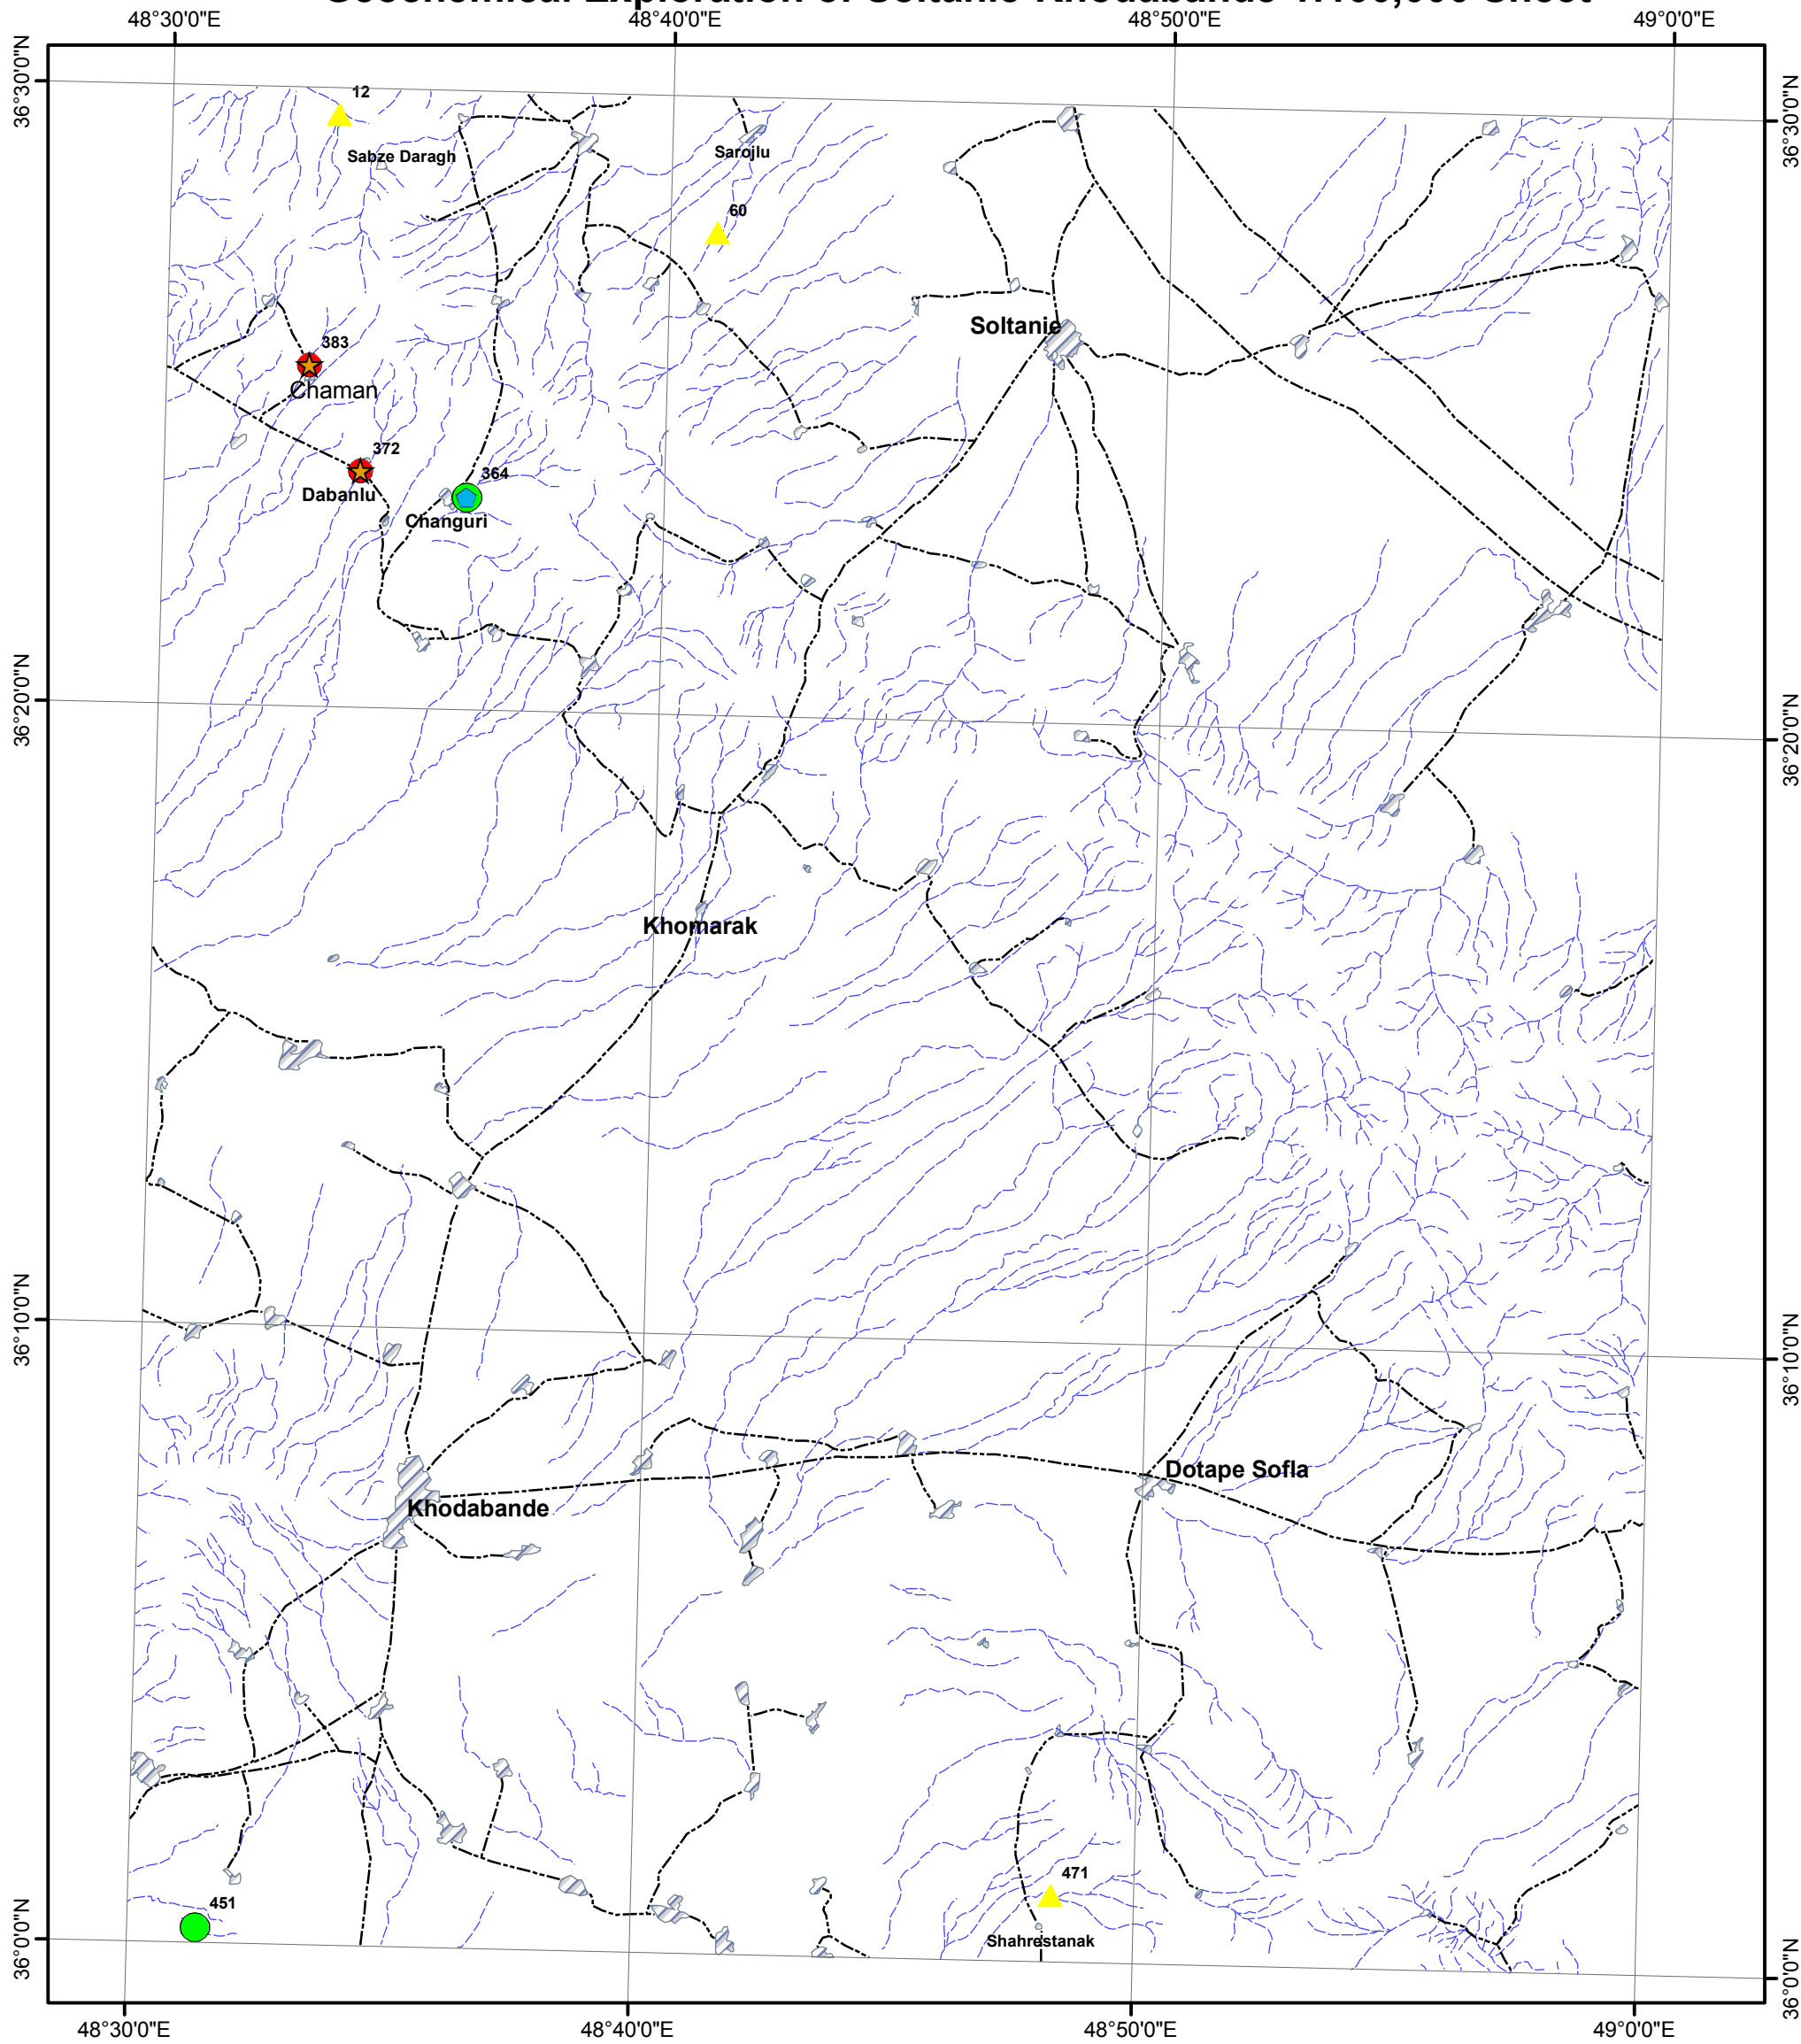 48°30'0"E 48°40'0"E 48°50'0"E 49°0'0"E
36°30'0"N
36°30'0"N
12
Sabze Daragh
Sarojlu
60
Soltanie
383
Chaman
372
Dabanlu
364
Changuri
36°20'0"N
36°20'0"N
Khomarak
36°10'0"N
36°10'0"N
Dotape Sofla
Khodabande
471
451
Shahrestanak
36°0'0"N
36°0'0"N
48°30'0"E 48°40'0"E 48°50'0"E 49°0'0"E